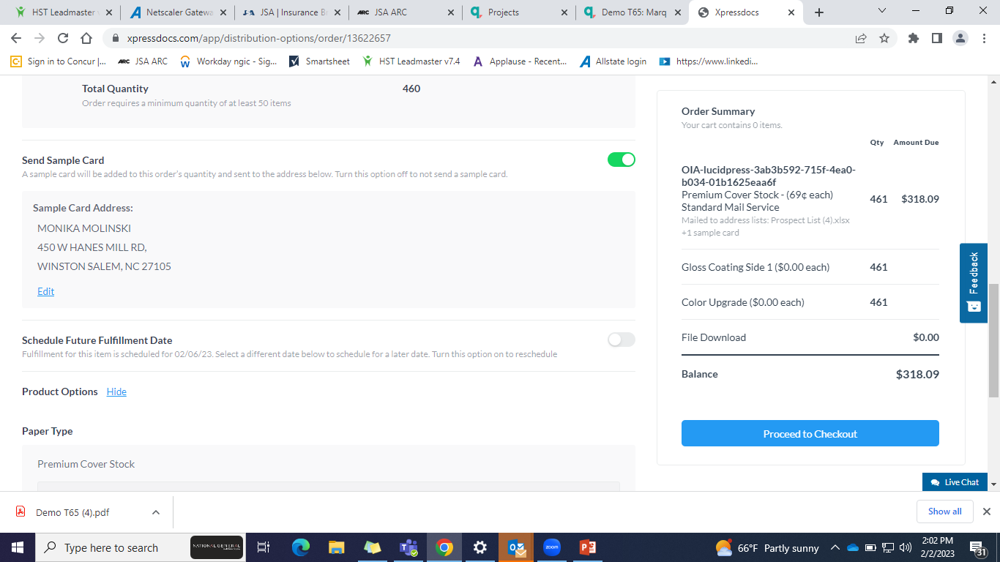 HST Leadmaster v
Netscaler Gatewa
JSA | Insurance B
ARC JSA ARC
Projects
Demo T65: Marq
Xpressdocs
xpressdocs.com/app/distribution-options/order/13622657
Sign in to Concur |...
ARC JSA ARC
Workday ngic - Sig...
Smartsheet
HST Leadmaster v7.4
Applause - Recent...
Allstate login
https://www.linkedi...
Total Quantity 460
Order requires a minimum quantity of at least 50 items
Send Sample Card
A sample card will be added to this order's quantity and sent to the address below. Turn this option off to not send a sample card.
Sample Card Address:
MONIKA MOLINSKI
450 W HANES MILL RD,
WINSTON SALEM, NC 27105
Edit
Schedule Future Fulfillment Date
Fulfillment for this item is scheduled for 02/06/23. Select a different date below to schedule for a later date. Turn this option on to reschedule
Product Options Hide
Paper Type
Premium Cover Stock
Order Summary
Your cart contains 0 items.
Qty Amount Due
OIA-lucidpress-3ab3b592-715f-4ea0-
b034-01b1625eaa6f
Premium Cover Stock - (69¢ each) 461 $318.09
Standard Mail Service
Mailed to address lists: Prospect List (4).xlsx
+1 sample card
Gloss Coating Side 1 ($0.00 each) 461
Color Upgrade ($0.00 each) 461
File Download $0.00
Balance $318.09
Proceed to Checkout
Feedback
Live Chat
Demo T65 (4).pdf
Show all
Type here to search
NATIONAL GENERAL
zoom
66°F Partly sunny
2:02 PM
2/2/2023
31